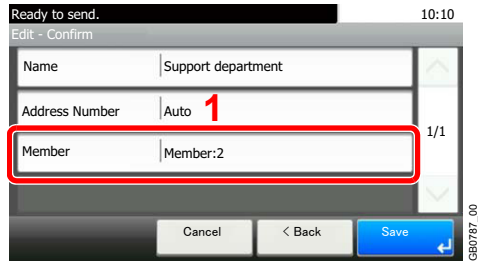 Ready to send. 10:10
Edit - Confirm
Name Support department
Address Number Auto 1
1/1
Member Member:2
Cancel < Back Save
GB0787_00